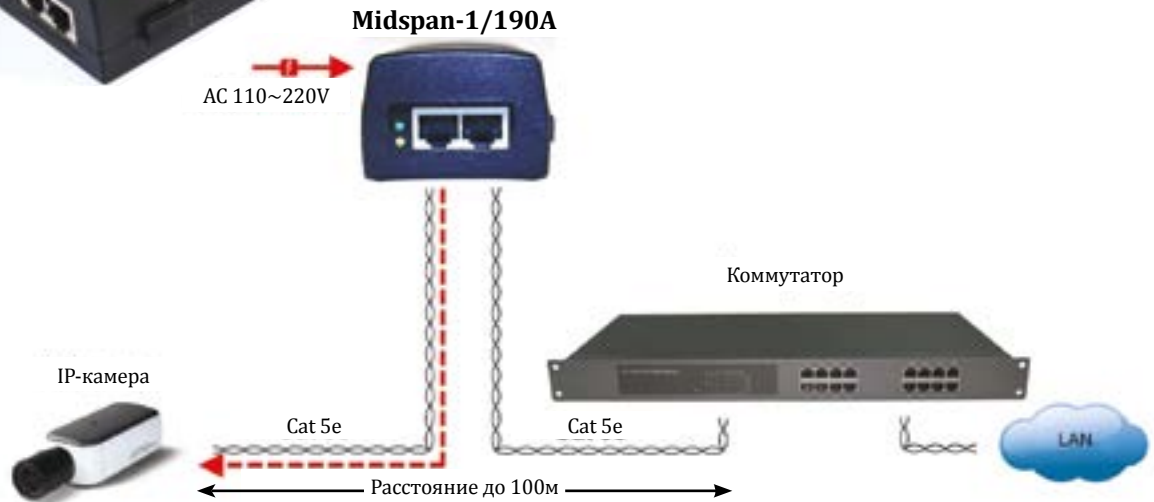 Midspan-1/190A
AC 110~220V
Коммутатор
IP-камера
Cat 5e
Cat 5e
LAN
Расстояние до 100м